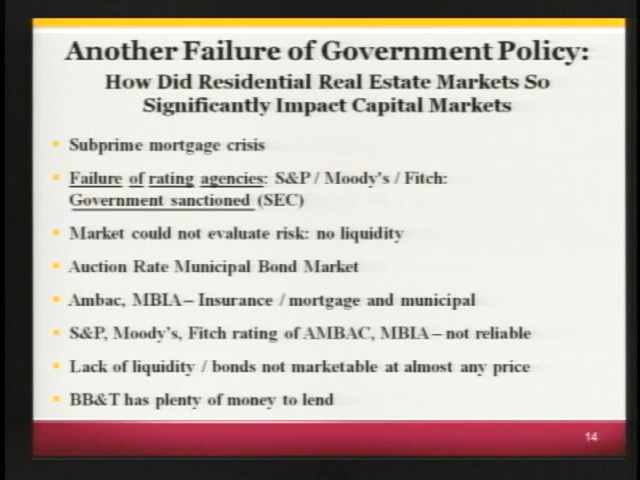 Another Failure of Government Policy:
How Did Residential Real Estate Markets So
Significantly Impact Capital Markets
Subprime mortgage crisis
Failure of rating agencies: S&P / Moody's / Fitch:
Government sanctioned (SEC)
Market could not evaluate risk: no liquidity
Auction Rate Municipal Bond Market
Ambac, MBIA– Insurance / mortgage and municipal
S&P, Moody's, Fitch rating of AMBAC, MBIA – not reliable
Lack of liquidity / bonds not marketable at almost any price
BB&T has plenty of money to lend
14